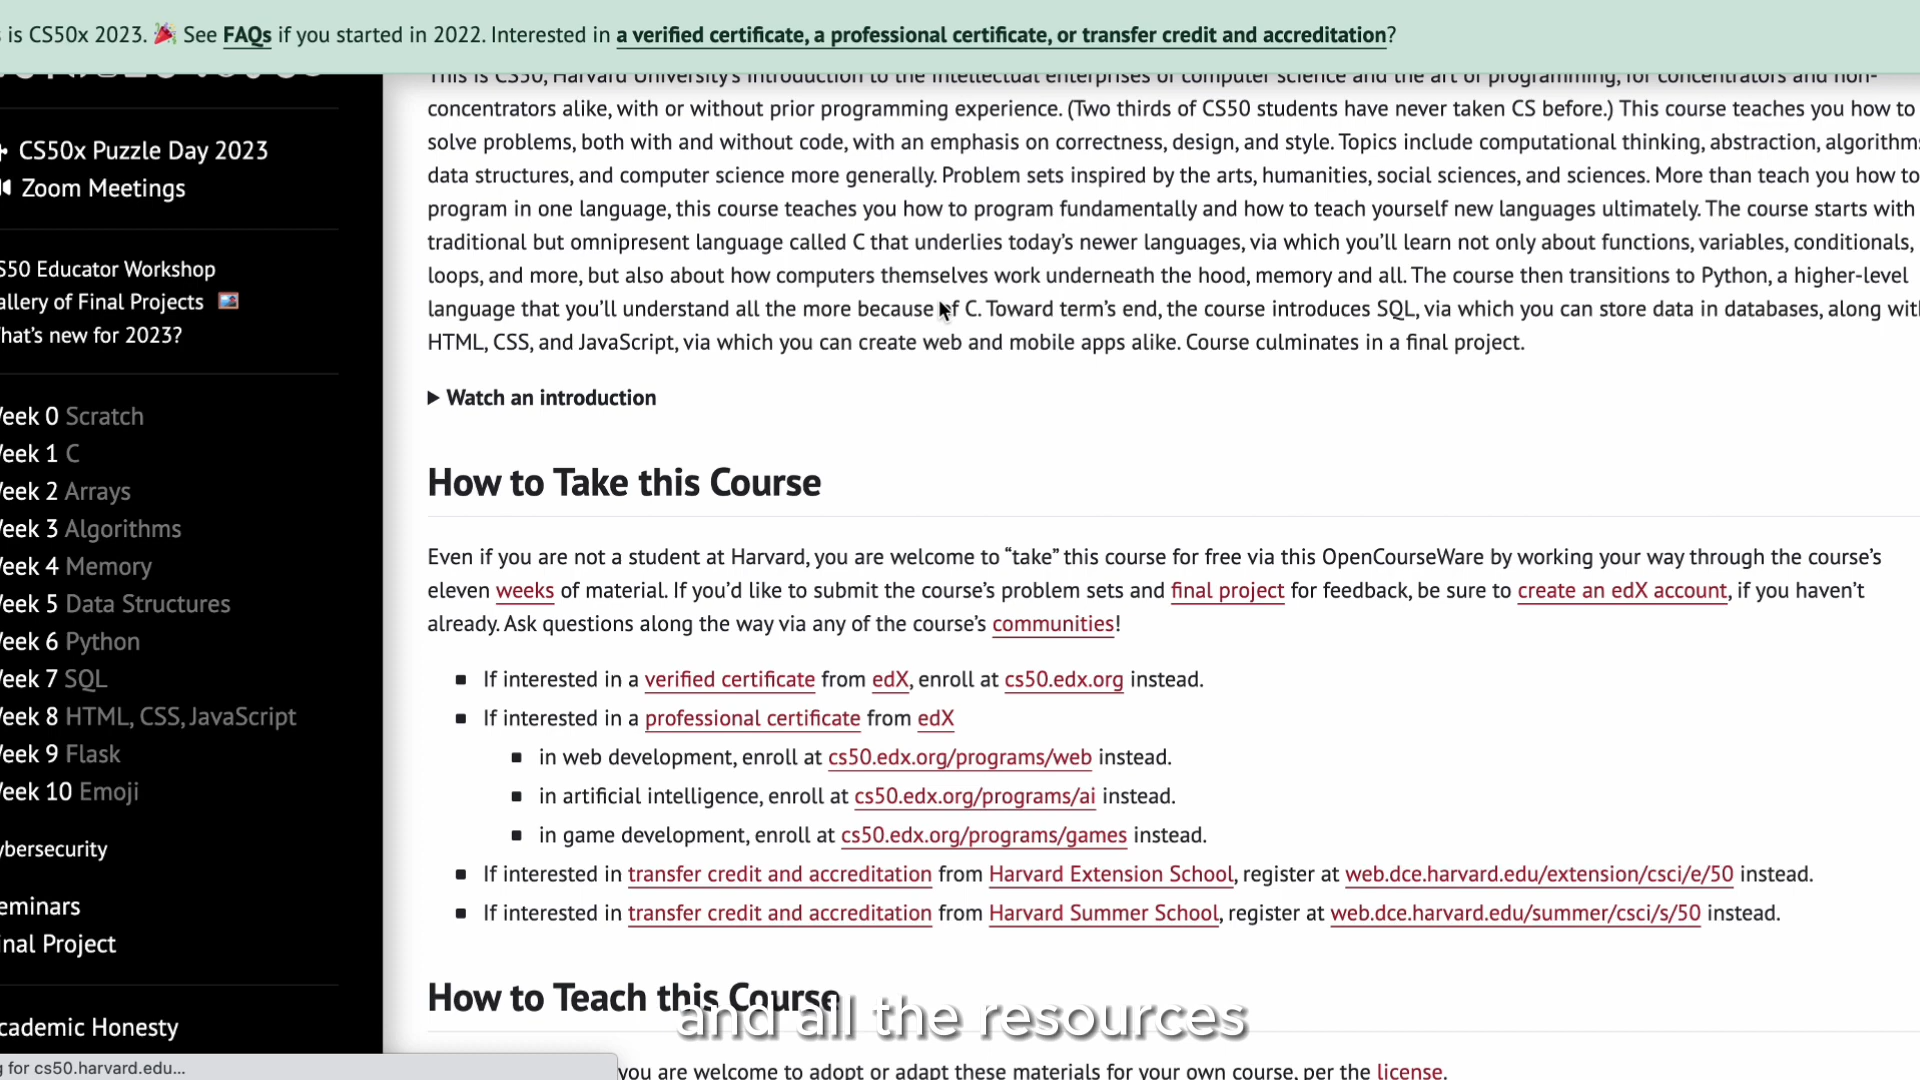 is CS50x 2023. 🎉 See FAQs if you started in 2022. Interested in a verified certificate, a professional certificate, or transfer credit and accreditation?
CS50x Puzzle Day 2023
Zoom Meetings
S50 Educator Workshop
allery of Final Projects
hat's new for 2023?
eek 0 Scratch
eek 1 C
eek 2 Arrays
eek 3 Algorithms
eek 4 Memory
eek 5 Data Structures
eek 6 Python
eek 7 SQL
eek 8 HTML, CSS, JavaScript
eek 9 Flask
eek 10 Emoji
ybersecurity
eminars
inal Project
cademic Honesty
g for cs50.harvard.edu...
This is CS50, Harvard University's introduction to the intellectual enterprises of computer science and the art of programming, for concentrators and non-
concentrators alike, with or without prior programming experience. (Two thirds of CS50 students have never taken CS before.) This course teaches you how to
solve problems, both with and without code, with an emphasis on correctness, design, and style. Topics include computational thinking, abstraction, algorithms
data structures, and computer science more generally. Problem sets inspired by the arts, humanities, social sciences, and sciences. More than teach you how to
program in one language, this course teaches you how to program fundamentally and how to teach yourself new languages ultimately. The course starts with
traditional but omnipresent language called C that underlies today's newer languages, via which you'll learn not only about functions, variables, conditionals,
loops, and more, but also about how computers themselves work underneath the hood, memory and all. The course then transitions to Python, a higher-level
language that you'll understand all the more because of C. Toward term's end, the course introduces SQL, via which you can store data in databases, along with
HTML, CSS, and JavaScript, via which you can create web and mobile apps alike. Course culminates in a final project.
▶ Watch an introduction
How to Take this Course
Even if you are not a student at Harvard, you are welcome to “take” this course for free via this OpenCourseWare by working your way through the course's
eleven weeks of material. If you'd like to submit the course's problem sets and final project for feedback, be sure to create an edX account, if you haven't
already. Ask questions along the way via any of the course's communities!
▪ If interested in a verified certificate from edX, enroll at cs50.edx.org instead.
▪ If interested in a professional certificate from edX
▪ in web development, enroll at cs50.edx.org/programs/web instead.
▪ in artificial intelligence, enroll at cs50.edx.org/programs/ai instead.
▪ in game development, enroll at cs50.edx.org/programs/games instead.
▪ If interested in transfer credit and accreditation from Harvard Extension School, register at web.dce.harvard.edu/extension/csci/e/50 instead.
▪ If interested in transfer credit and accreditation from Harvard Summer School, register at web.dce.harvard.edu/summer/csci/s/50 instead.
How to Teach this Course
and all the resources
you are welcome to adopt or adapt these materials for your own course, per the license.